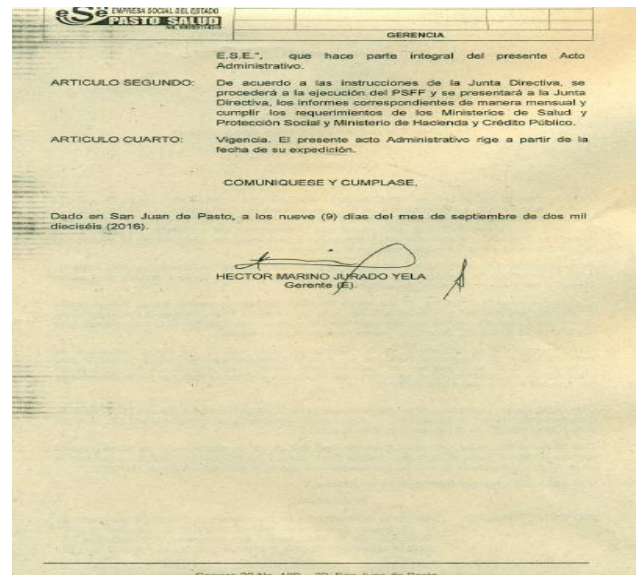 ese EMPRESA SOCIAL DEL ESTADO
PASTO SALUD
GERENCIA
E.S.E.", que hace parte integral del presente Acto
Administrativo.
ARTICULO SEGUNDO: De acuerdo a las instrucciones de la Junta Directiva, se
procederá a la ejecución del PSFF y se presentará a la Junta
Directiva, los informes correspondientes de manera mensual y
cumplir los requerimientos de los Ministerios de Salud y
Protección Social y Ministerio de Hacienda y Crédito Público.
ARTICULO CUARTO: Vigencia. El presente acto Administrativo rige a partir de la
fecha de su expedición.
COMUNIQUESE Y CUMPLASE,
Dado en San Juan de Pasto, a los nueve (9) días del mes de septiembre de dos mil
dieciséis (2016).
HECTOR MARINO JURADO YELA
Gerente (E).